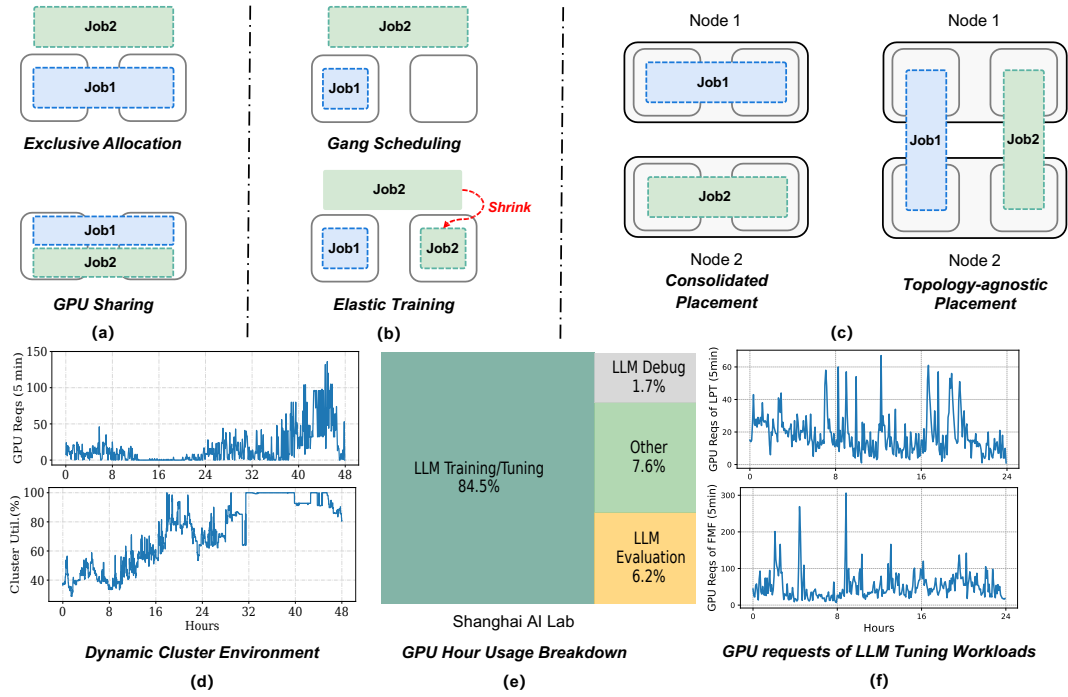 Job2
Job1
Exclusive Allocation
Job1
Job2
GPU Sharing
(a)
Job2
Job1
Gang Scheduling
Job2
Shrink
Job1
Job2
Elastic Training
(b)
Node 1
Job1
Job2
Node 2
Consolidated
Placement
Node 1
Job1
Job2
Node 2
Topology-agnostic
Placement
(c)
GPU Reqs (5 min)
150
100
50
0
0 8 16 24 32 40 48
Cluster Util.(%)
100
80
60
40
0 8 16 24 32 40 48
Hours
Dynamic Cluster Environment
(d)
LLM Training/Tuning
84.5%
LLM Debug
1.7%
Other
7.6%
LLM
Evaluation
6.2%
Shanghai AI Lab
GPU Hour Usage Breakdown
(e)
GPU Reqs of LPT (5min)
60
40
20
0
0 4 8 12 16 20 24
GPU Reqs of FMF (5min)
300
200
100
0
0 4 8 12 16 20 24
Hours
GPU requests of LLM Tuning Workloads
(f)